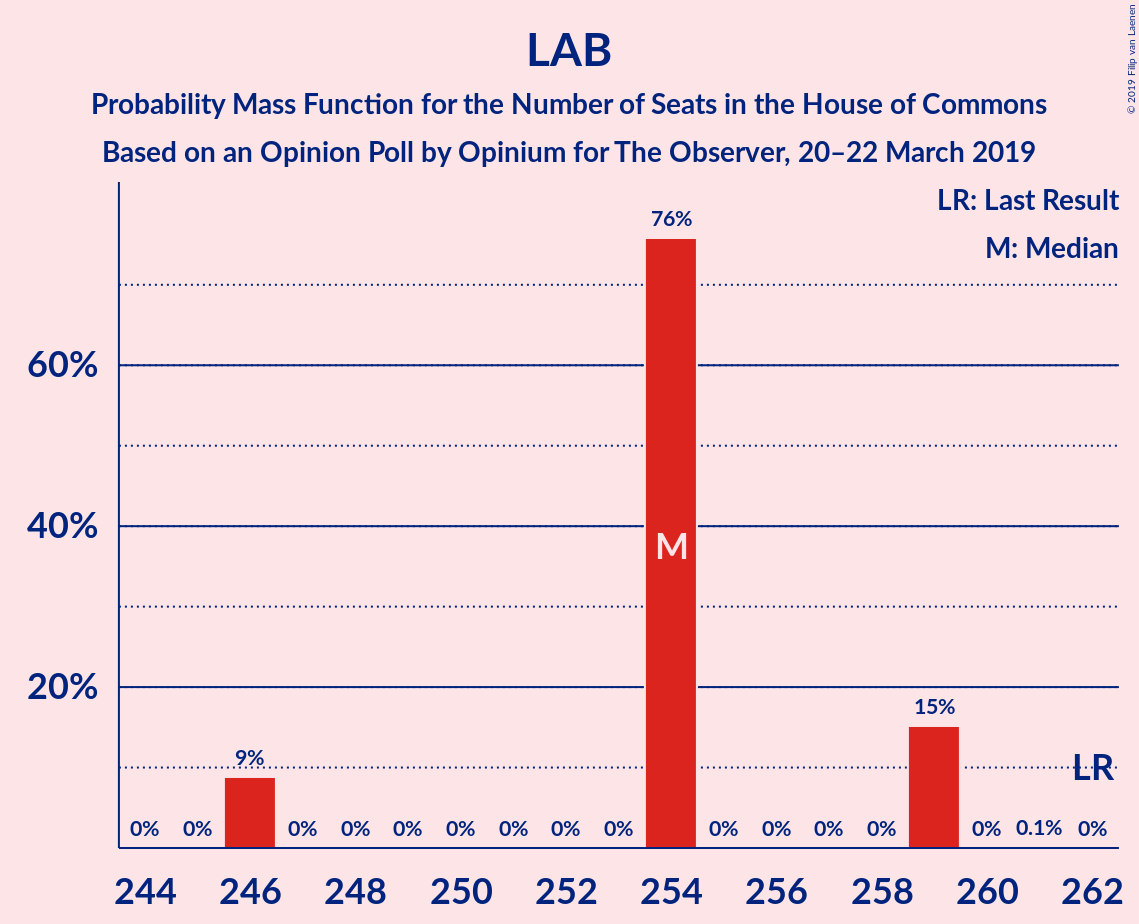 LAB
Probability Mass Function for the Number of Seats in the House of Commons
Based on an Opinion Poll by Opinium for The Observer, 20–22 March 2019
© 2019 Filip van Laenen
LR: Last Result
M: Median
76%
60%
40%
M
20%
15%
9%
LR
0% 0% 0% 0% 0% 0% 0% 0% 0% 0% 0% 0% 0% 0% 0.1% 0%
244 246 248 250 252 254 256 258 260 262